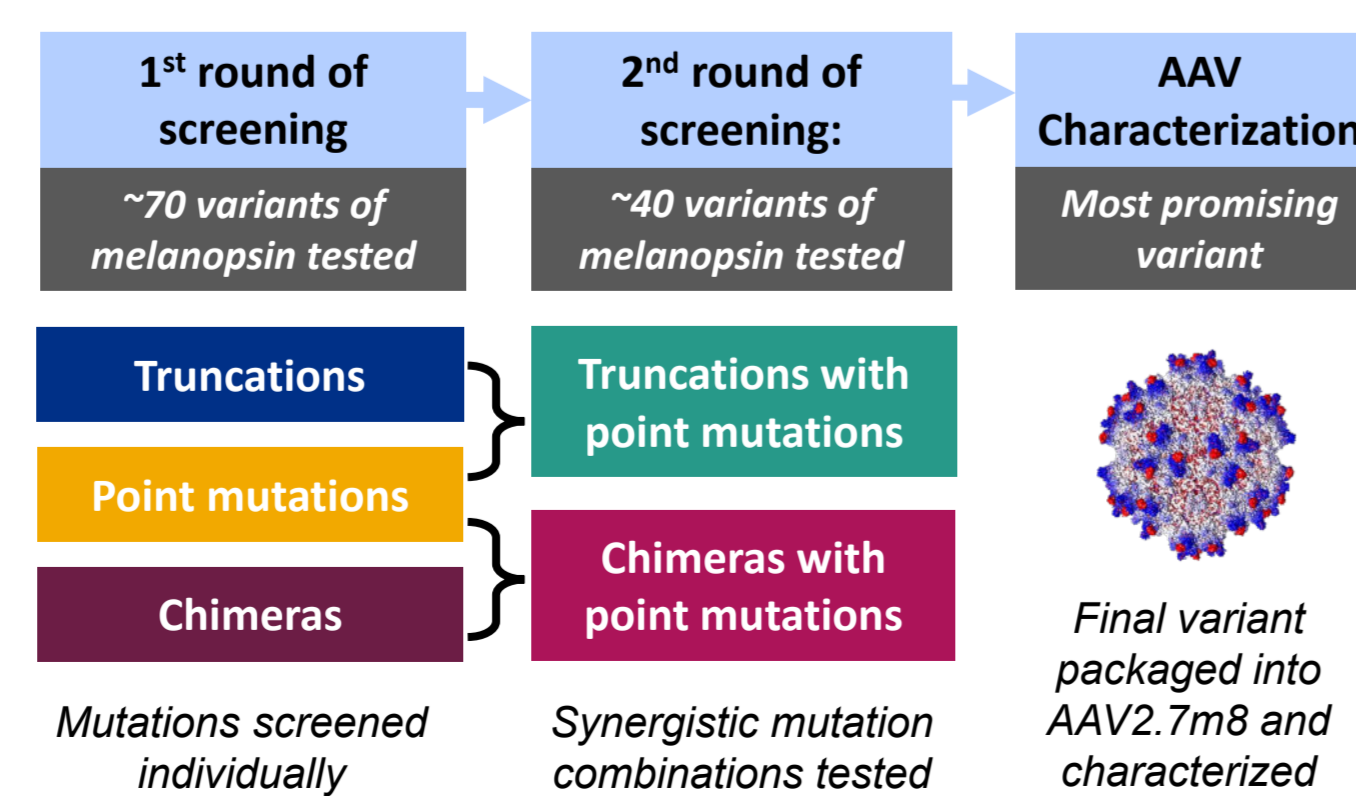 1st round of
screening
~70 variants of
melanopsin tested
Truncations
Point mutations
Chimeras
Mutations screened
individually
2nd round of
screening:
~40 variants of
melanopsin tested
Truncations with
point mutations
Chimeras with
point mutations
Synergistic mutation
combinations tested
AAV
Characterization
Most promising
variant
Final variant
packaged into
AAV2.7m8 and
characterized